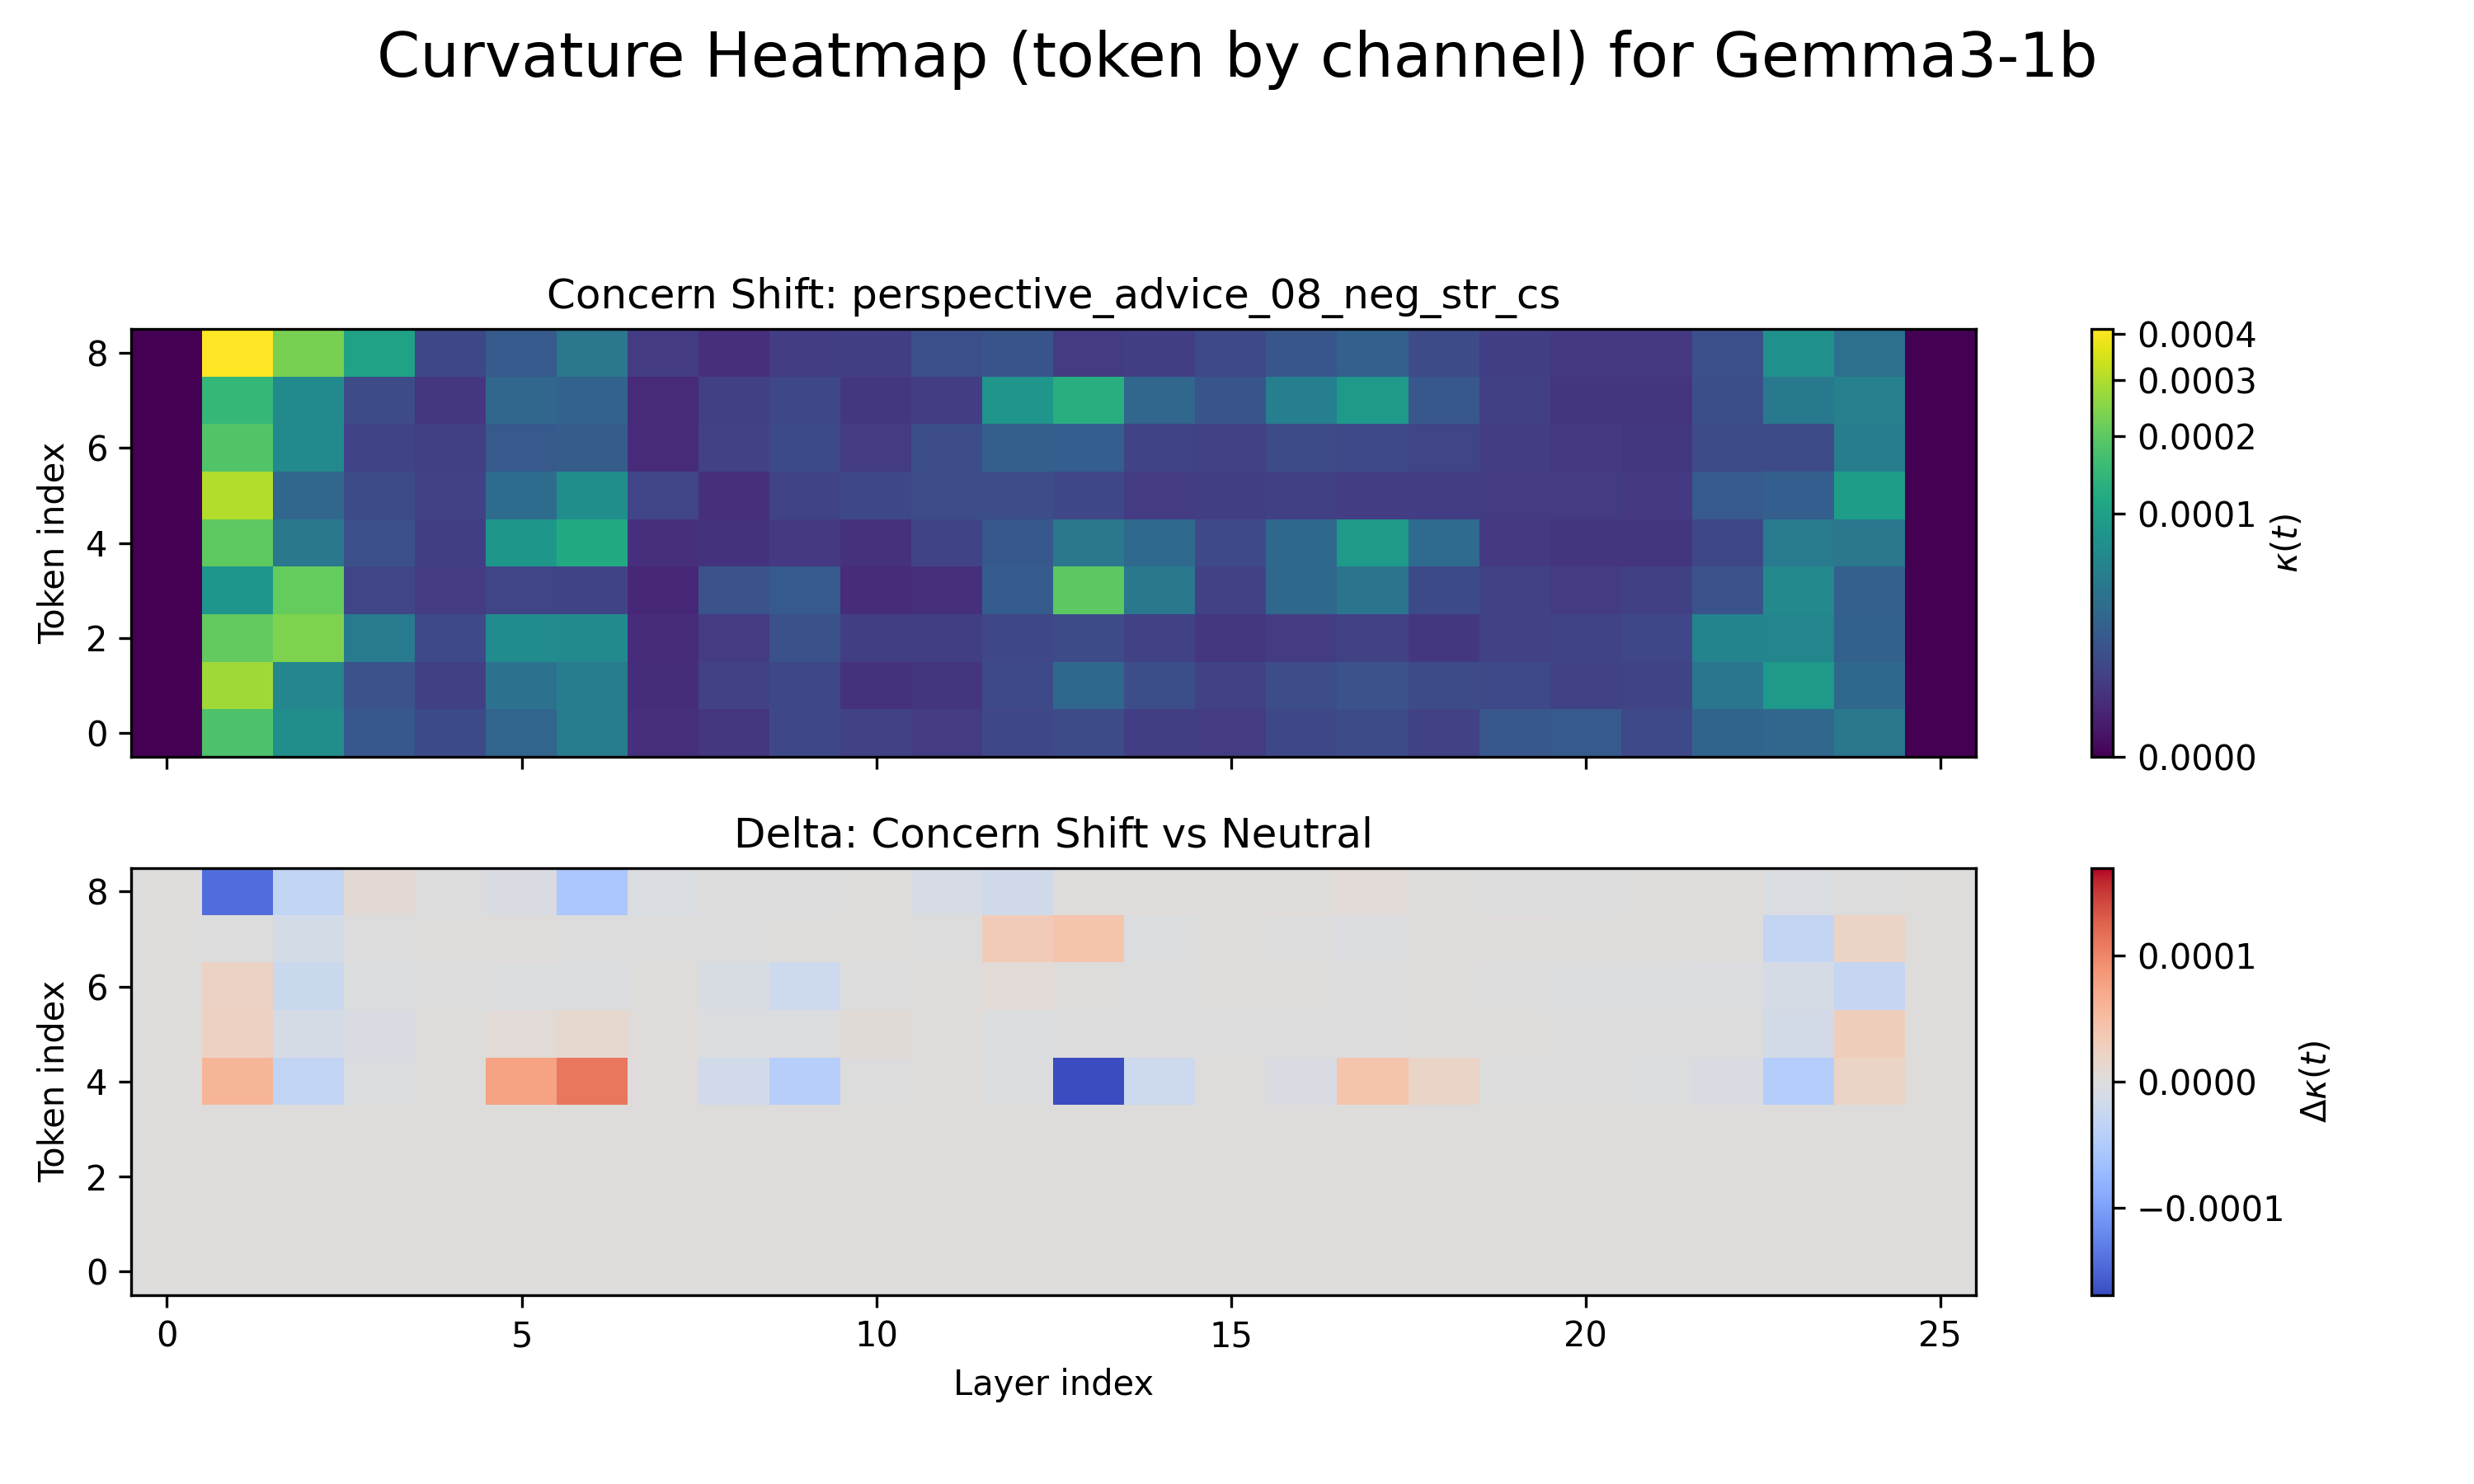 Curvature Heatmap (token by channel) for Gemma3-1b
Concern Shift: perspective_advice_08_neg_str_cs
Token index
8
6
4
2
0
0.0004
0.0003
0.0002
0.0001
0.0000
κ(t)
Delta: Concern Shift vs Neutral
Token index
8
6
4
2
0
0 5 10 15 20 25
Layer index
0.0001
0.0000
−0.0001
Δκ(t)